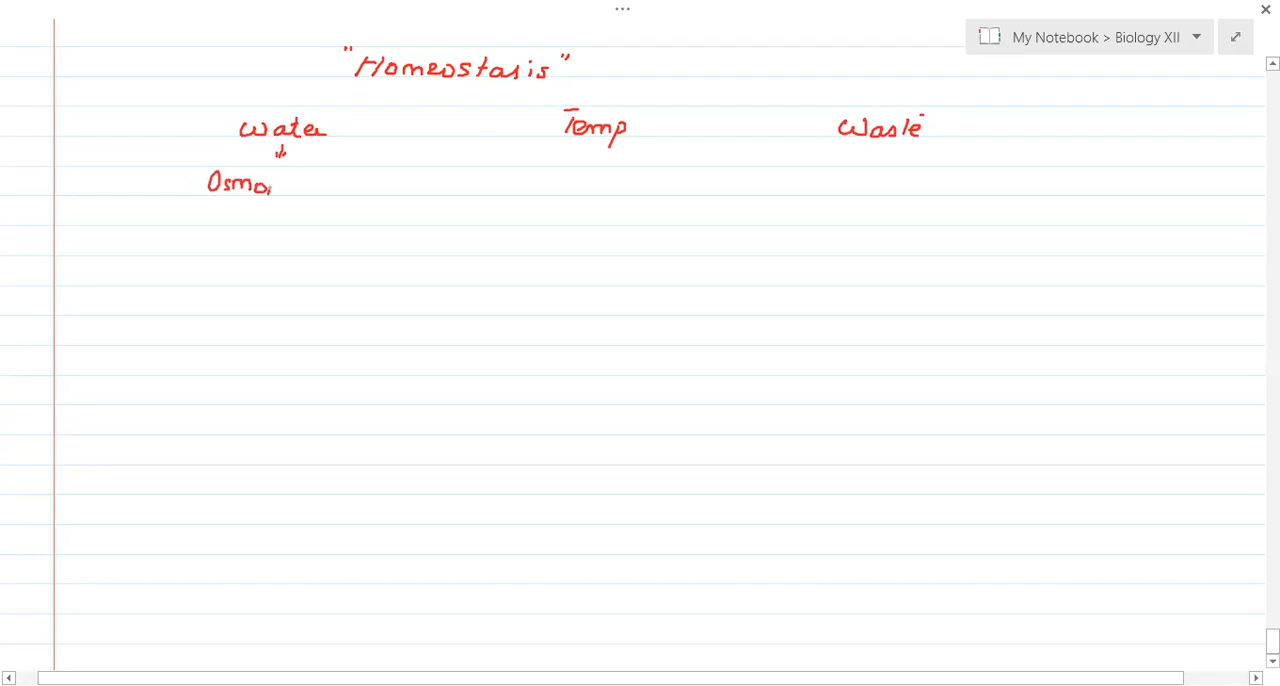 ...
My Notebook > Biology XII
"Homeostasis"
Water Temp Waste
Osmo